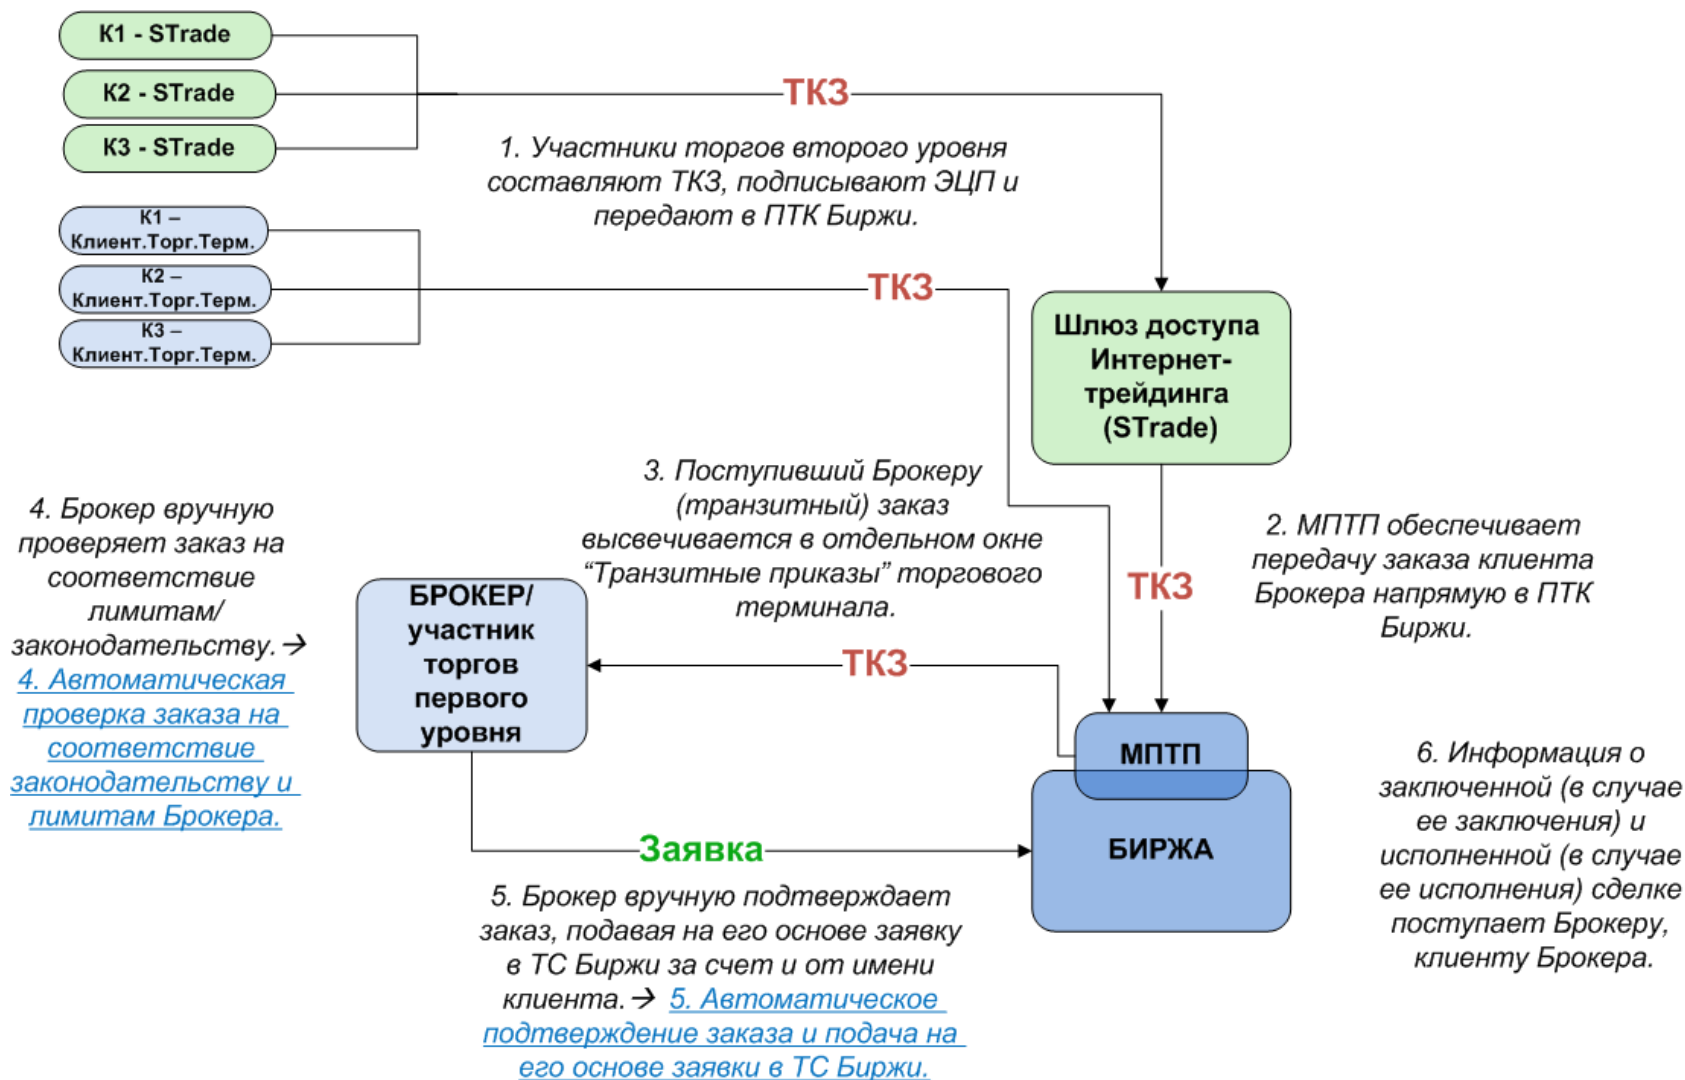 К1 - STrade
К2 - STrade
К3 - STrade
ТКЗ
1. Участники торгов второго уровня
составляют ТКЗ, подписывают ЭЦП и
передают в ПТК Биржи.
К1 –
Клиент.Торг.Терм.
К2 –
Клиент.Торг.Терм.
К3 –
Клиент.Торг.Терм.
ТКЗ
Шлюз доступа
Интернет-
трейдинга
(STrade)
3. Поступивший Брокеру
(транзитный) заказ
высвечивается в отдельном окне
“Транзитные приказы” торгового
терминала.
4. Брокер вручную
проверяет заказ на
соответствие
лимитам/
законодательству.→
4. Автоматическая
проверка заказа на
соответствие
законодательству и
лимитам Брокера.
2. МПТП обеспечивает
передачу заказа клиента
Брокера напрямую в ПТК
Биржи.
ТКЗ
БРОКЕР/
участник
торгов
первого
уровня
ТКЗ
МПТП
БИРЖА
6. Информация о
заключенной (в случае
ее заключения) и
исполненной (в случае
ее исполнения) сделке
поступает Брокеру,
клиенту Брокера.
Заявка
5. Брокер вручную подтверждает
заказ, подавая на его основе заявку
в ТС Биржи за счет и от имени
клиента.→ 5. Автоматическое
подтверждение заказа и подача на
его основе заявки в ТС Биржи.